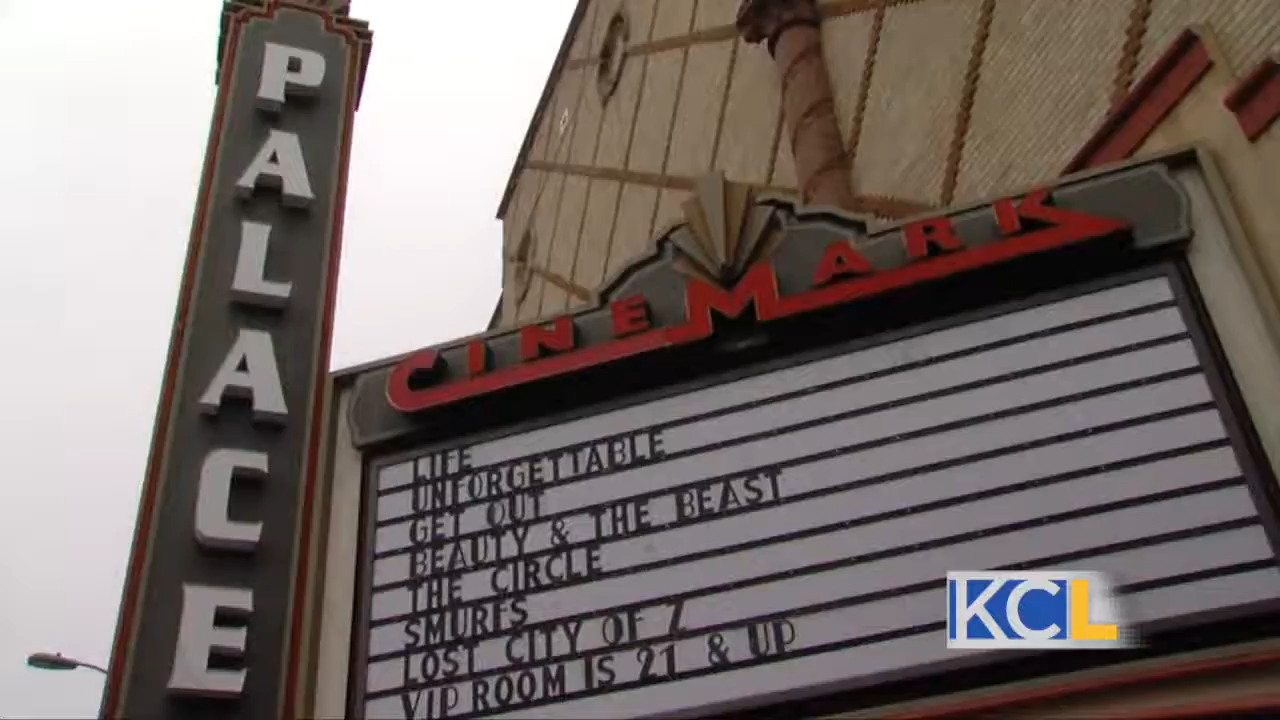 PALACE
CINEMARK
LIFE
UNFORGETTABLE
GET OUT
BEAUTY & THE BEAST
THE CIRCLE
SMURFS
LOST CITY OF Z
VIP ROOM IS 21 & UP
KCL